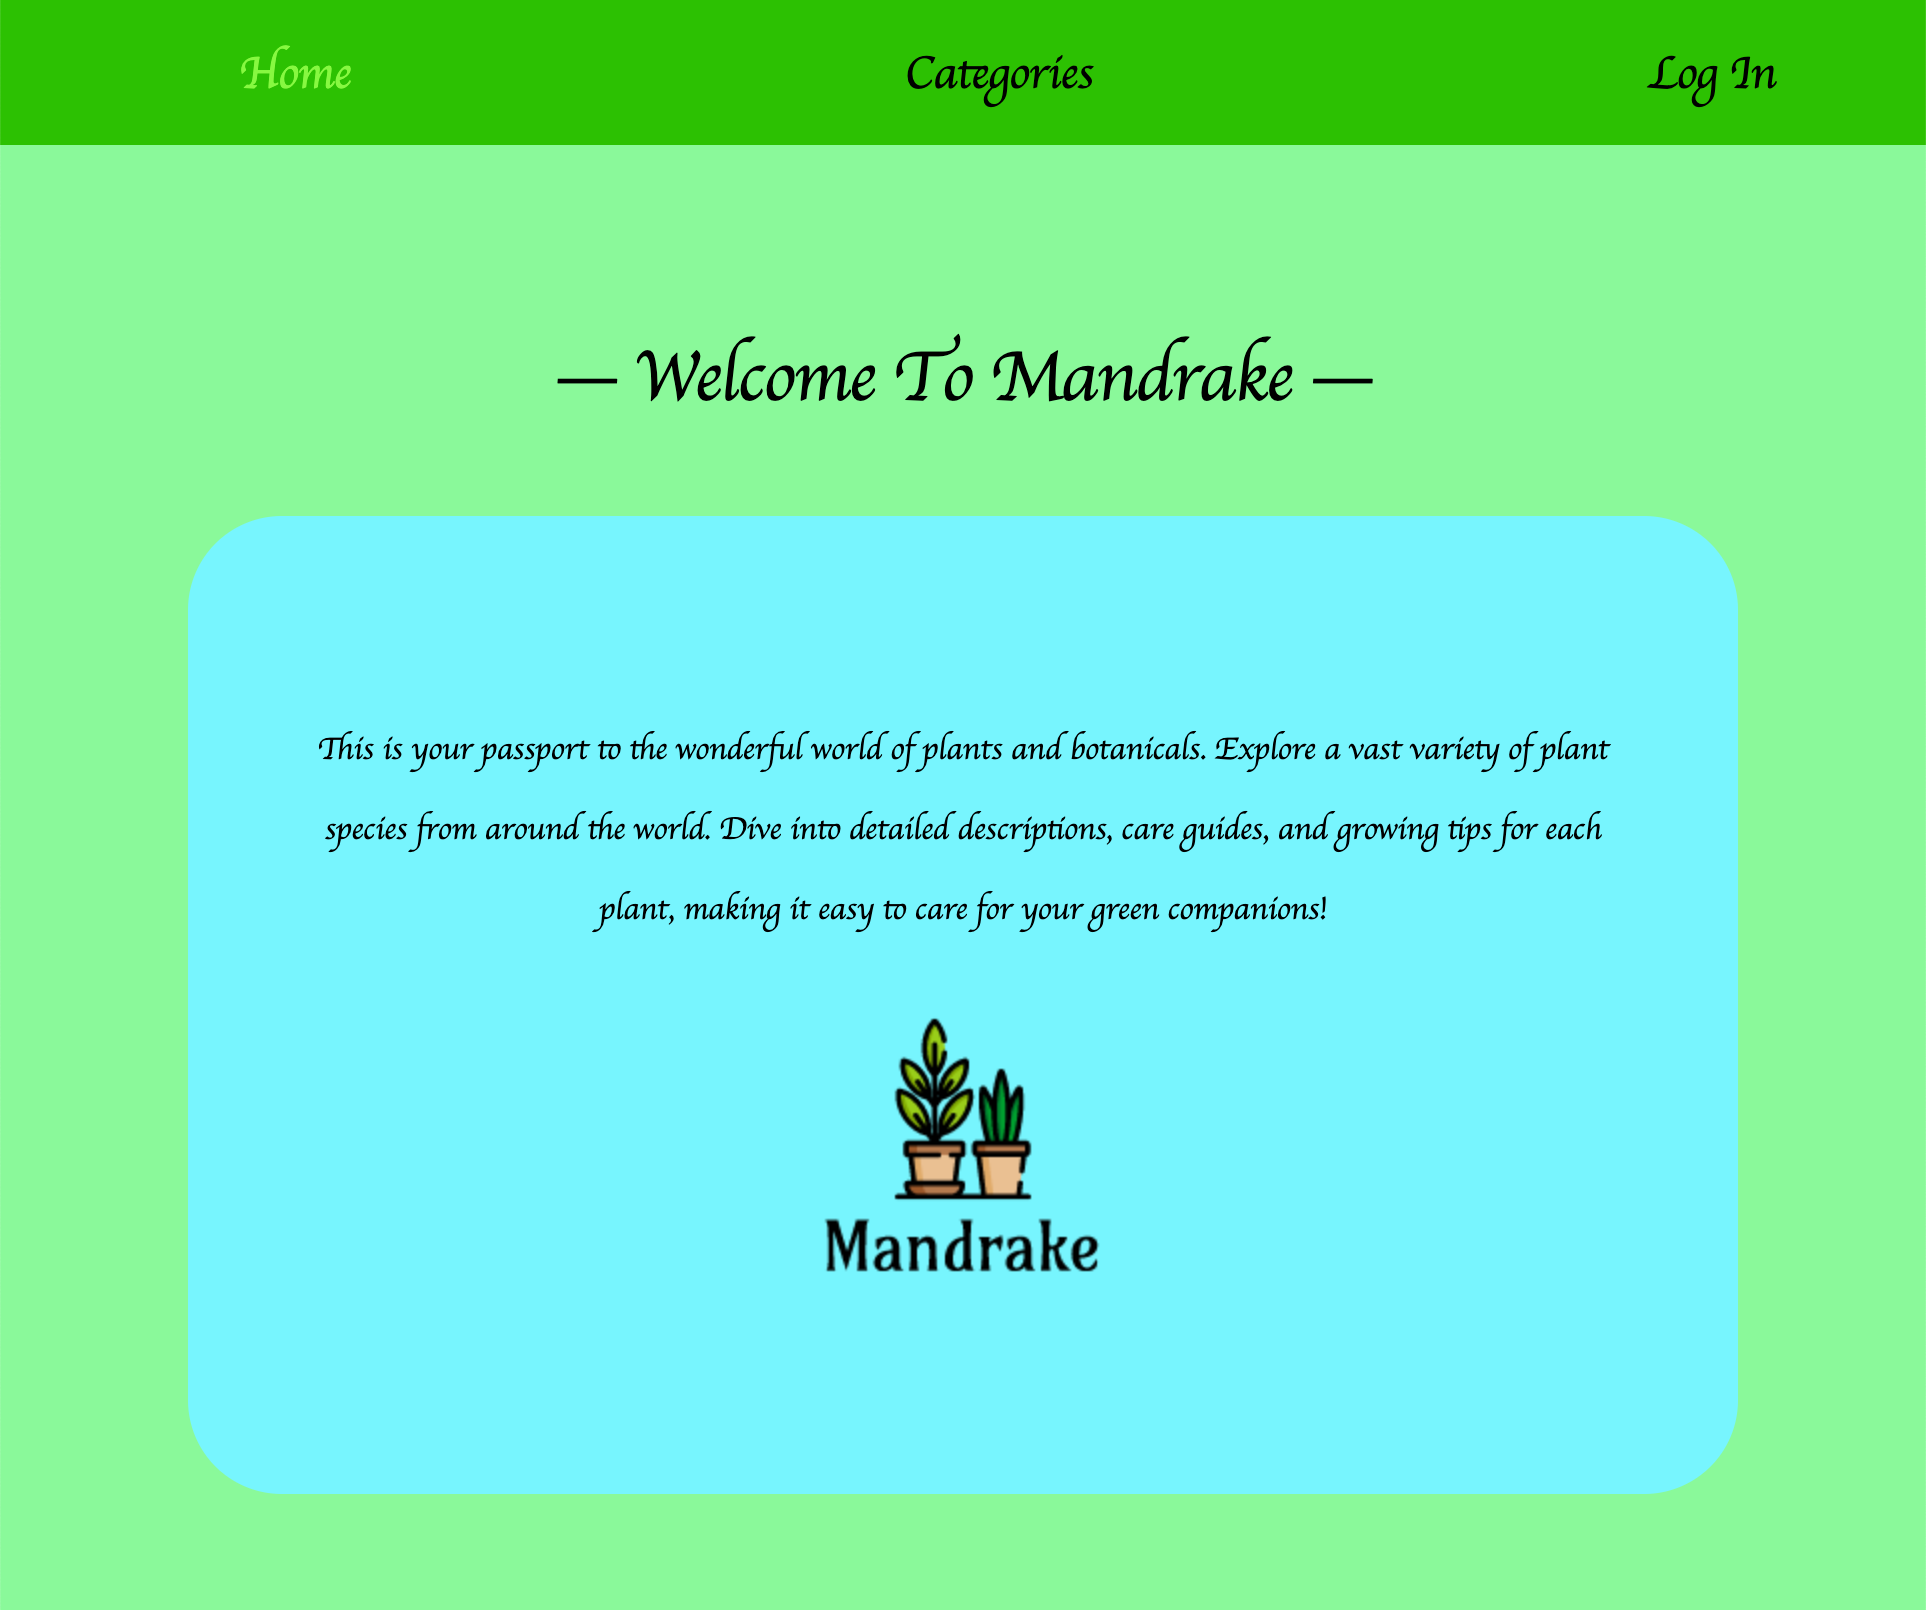 Home
Categories
Log In
— Welcome To Mandrake —
This is your passport to the wonderful world of plants and botanicals. Explore a vast variety of plant
species from around the world. Dive into detailed descriptions, care guides, and growing tips for each
plant, making it easy to care for your green companions!
Mandrake